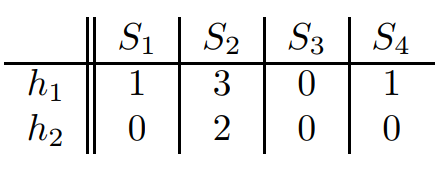 S₁ S₂ S₃ S₄
h₁ 1 3 0 1
h₂ 0 2 0 0